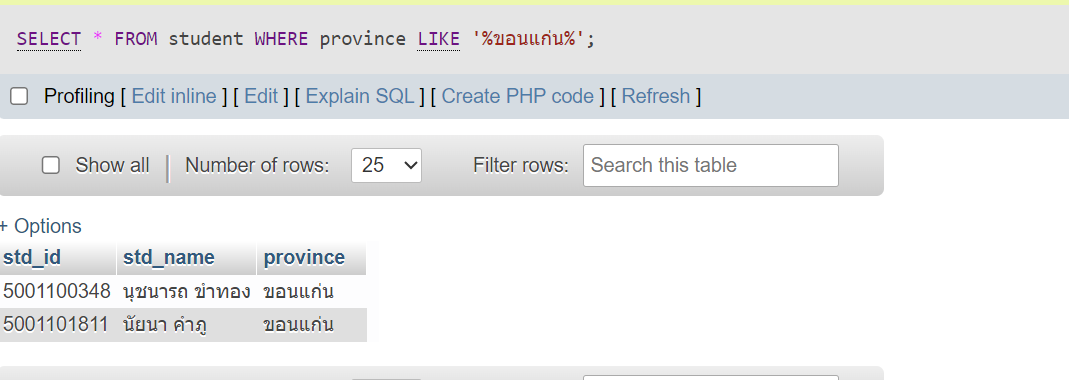 SELECT * FROM student WHERE province LIKE '%ขอนแก่น%';
Profiling [ Edit inline ] [ Edit ] [ Explain SQL ] [ Create PHP code ] [ Refresh ]
Show all | Number of rows: 25 Filter rows: Search this table
+ Options
std_id std_name province
5001100348 นุชนารถ ขำทอง ขอนแก่น
5001101811 นัยนา คำภู ขอนแก่น